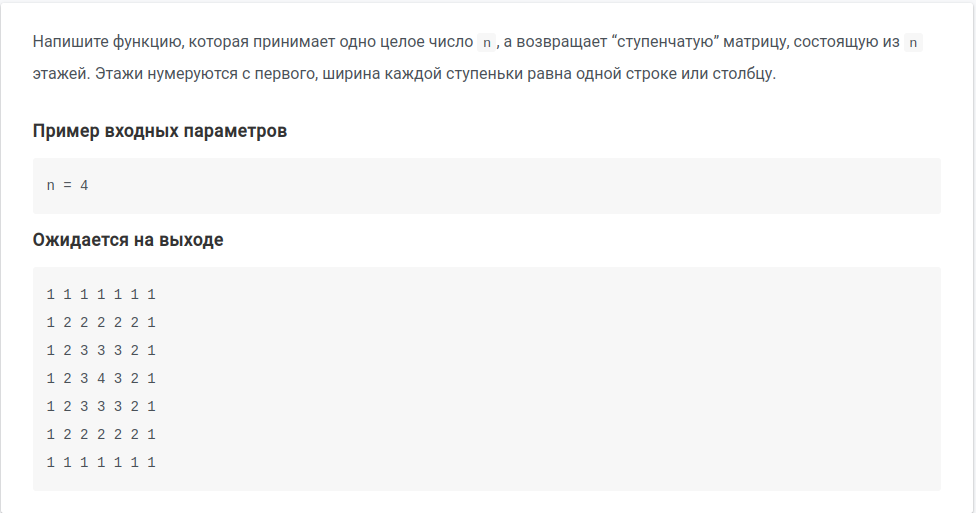 Напишите функцию, которая принимает одно целое число n , а возвращает “ступенчатую” матрицу, состоящую из n
этажей. Этажи нумеруются с первого, ширина каждой ступеньки равна одной строке или столбцу.
Пример входных параметров
n = 4
Ожидается на выходе
1 1 1 1 1 1 1
1 2 2 2 2 2 1
1 2 3 3 3 2 1
1 2 3 4 3 2 1
1 2 3 3 3 2 1
1 2 2 2 2 2 1
1 1 1 1 1 1 1